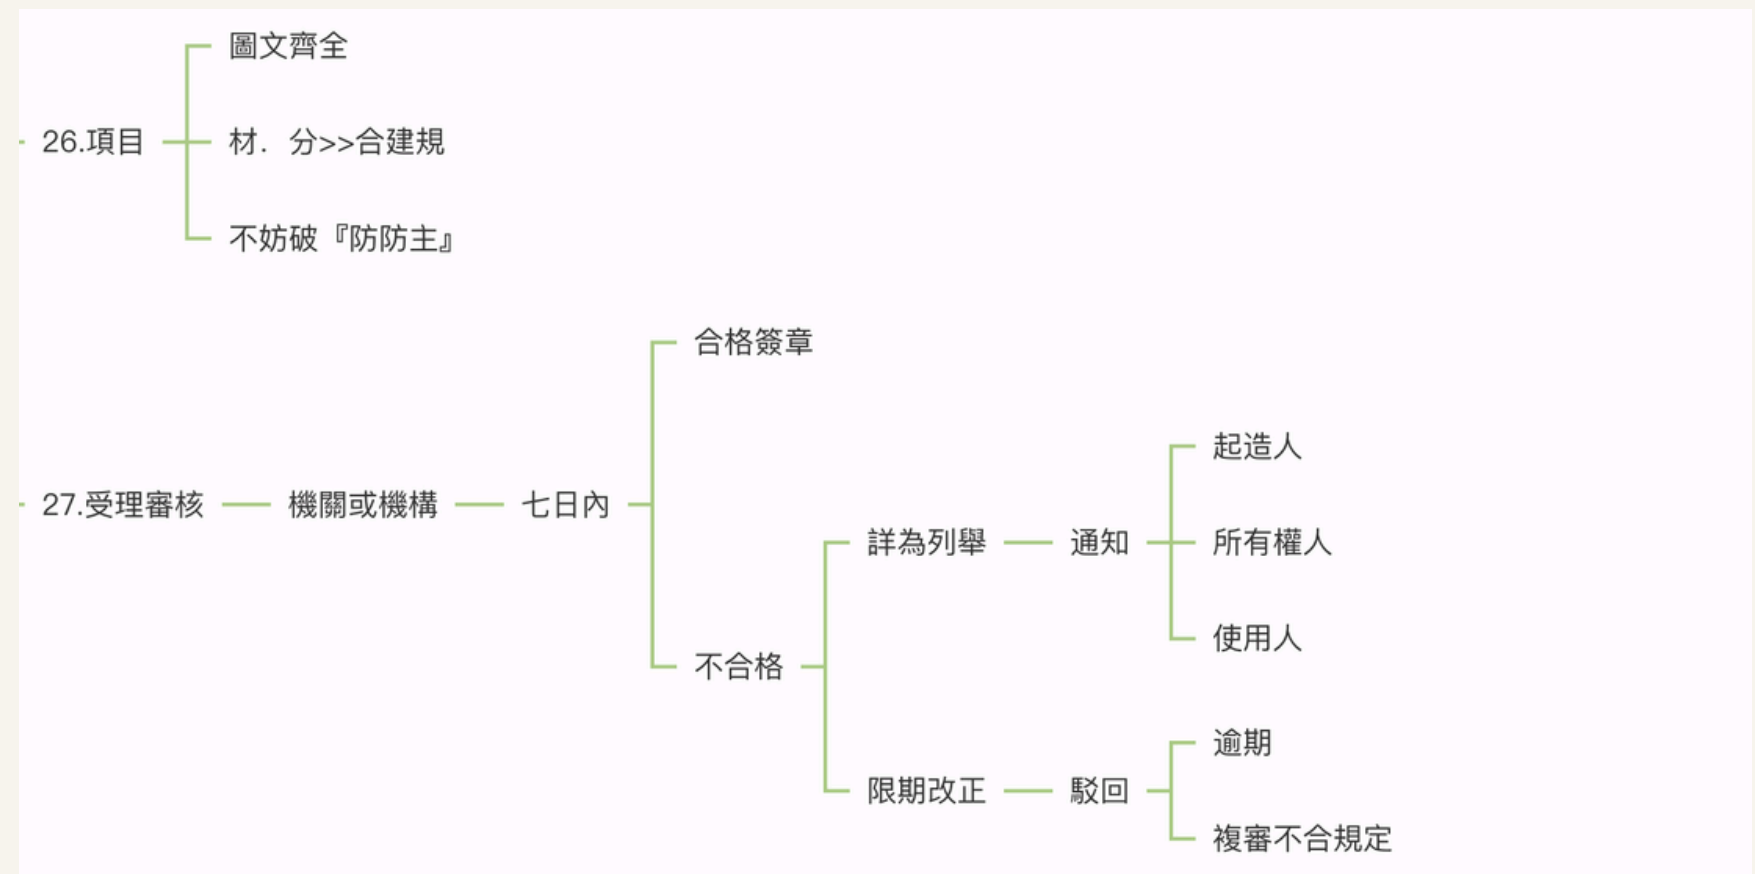 圖文齊全
26.項目
材．分>>合建規
不妨破『防防主』
合格簽章
起造人
27.受理審核
機關或機構
七日內
詳為列舉
通知
所有權人
使用人
不合格
逾期
限期改正
駁回
複審不合規定